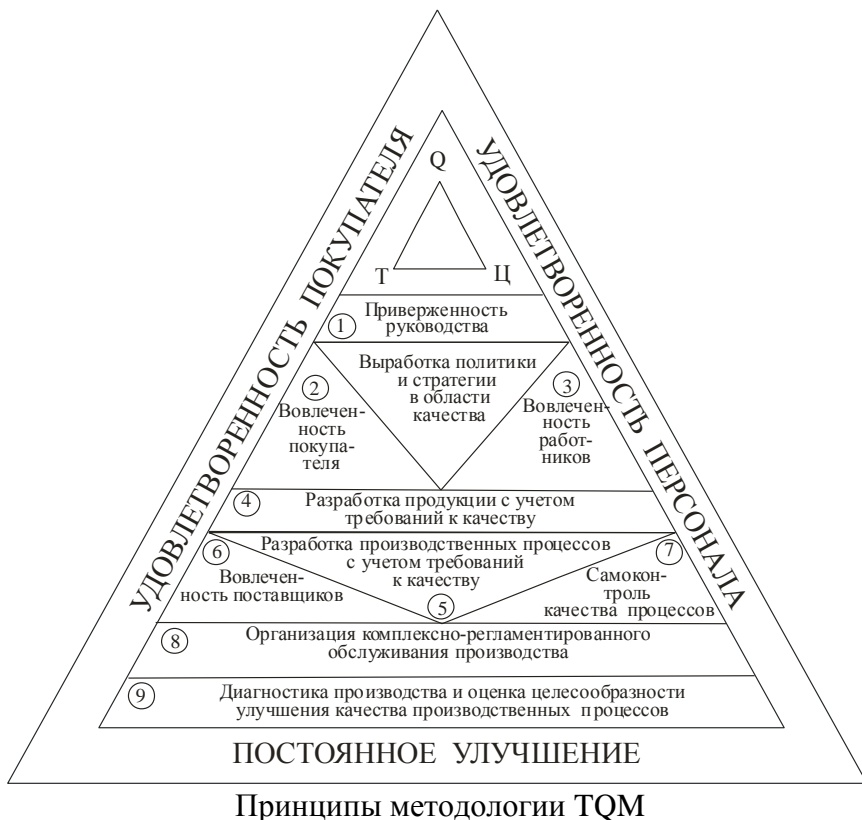 УДОВЛЕТВОРЕННОСТЬ ПОКУПАТЕЛЯ
УДОВЛЕТВОРЕННОСТЬ ПЕРСОНАЛА
Q
Т
Ц
1
Приверженность
руководства
Выработка политики
и стратегии
в области
качества
2
Вовлечен-
ность
покупа-
теля
3
Вовлечен-
ность
работ-
ников
4
Разработка продукции с учетом
требований к качеству
Разработка производственных процессов
с учетом требований
к качеству
5
6
Вовлечен-
ность поставщиков
7
Самокон-
троль
качества процессов
8
Организация комплексно-регламентированного
обслуживания производства
9
Диагностика производства и оценка целесообразности
улучшения качества производственных процессов
ПОСТОЯННОЕ УЛУЧШЕНИЕ
Принципы методологии TQM